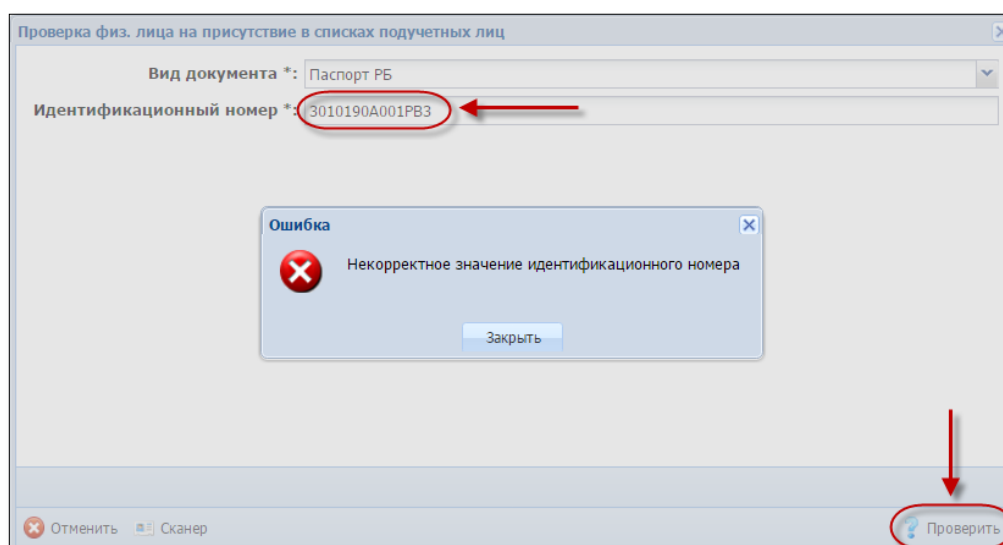 Проверка физ. лица на присутствие в списках подучетных лиц
Вид документа *: Паспорт РБ
Идентификационный номер *: 3010190A001PB3
Ошибка
Некорректное значение идентификационного номера
Закрыть
Отменить Сканер Проверить